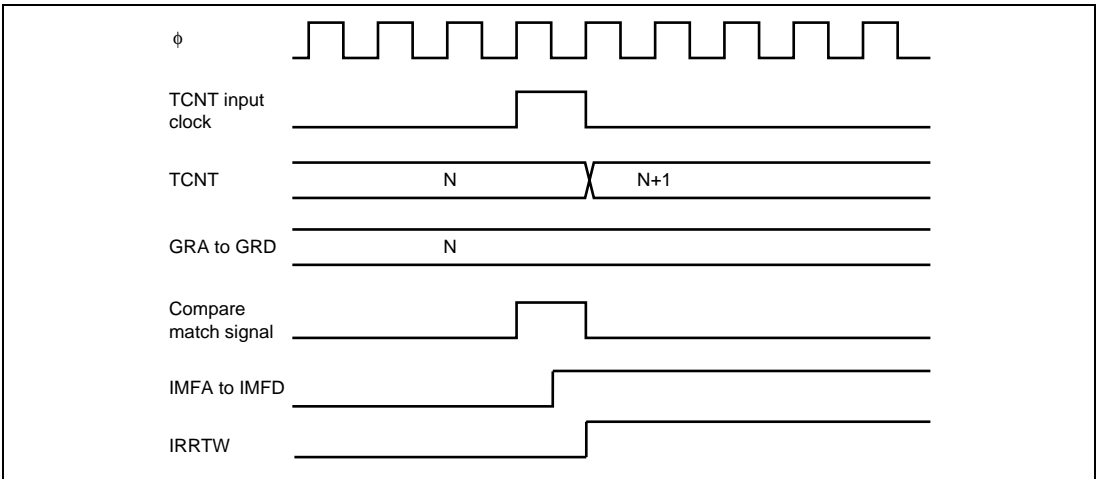 ϕ
TCNT input
clock
TCNT
N
N+1
GRA to GRD
N
Compare
match signal
IMFA to IMFD
IRRTW